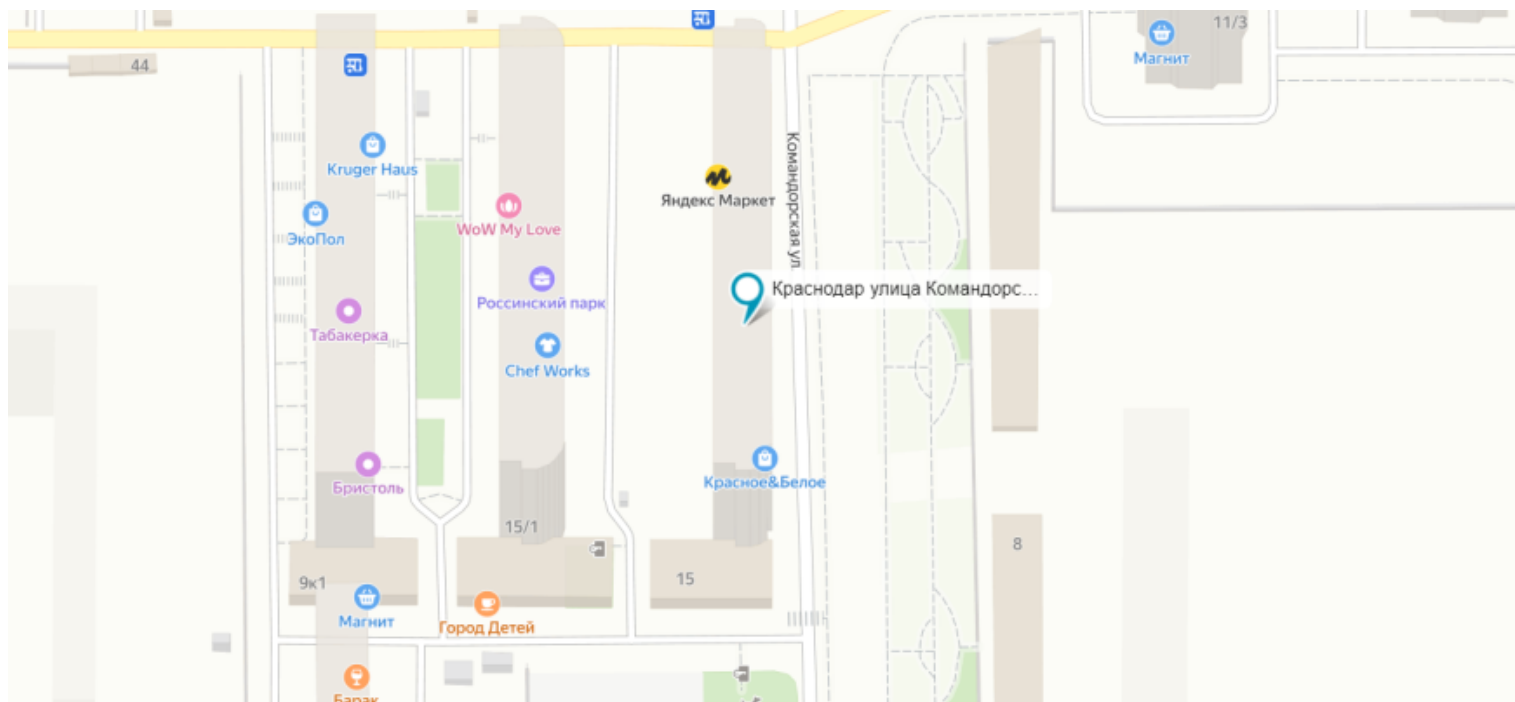 11/3
Магнит
44
Kruger Haus
Яндекс Маркет
Командорская ул.
WoW My Love
ЭкоПол
Краснодар улица Командорс...
Россинский парк
Табакерка
Chef Works
Красное&Белое
Бристоль
15/1
8
9к1
15
Магнит
Город Детей
Барак